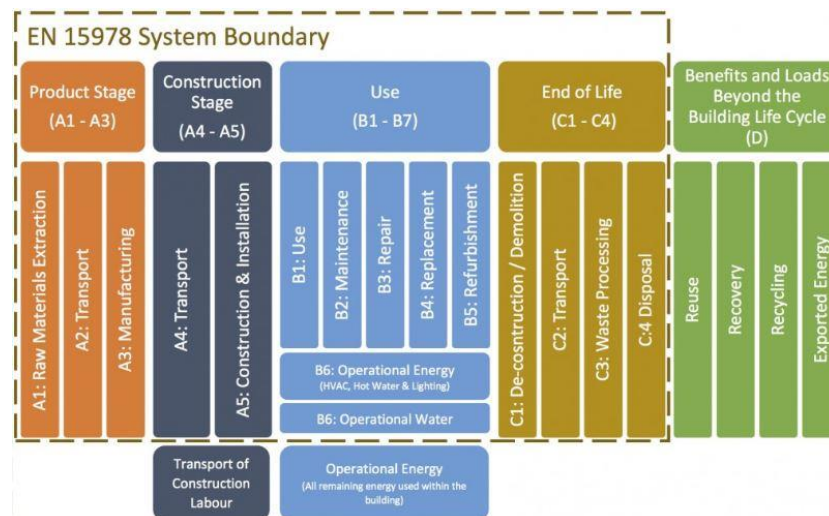 EN 15978 System Boundary
Product Stage
(A1 - A3)
Construction
Stage
(A4 - A5)
Use
(B1 - B7)
End of Life
(C1 - C4)
Benefits and Loads
Beyond the
Building Life Cycle
(D)
A1: Raw Materials Extraction
A2: Transport
A3: Manufacturing
A4: Transport
A5: Construction & Installation
B1: Use
B2: Maintenance
B3: Repair
B4: Replacement
B5: Refurbishment
B6: Operational Energy
(HVAC, Hot Water & Lighting)
B6: Operational Water
C1: De-cosntruction / Demolition
C2: Transport
C3: Waste Processing
C:4 Disposal
Reuse
Recovery
Recycling
Exported Energy
Transport of
Construction
Labour
Operational Energy
(All remaining energy used within the
building)